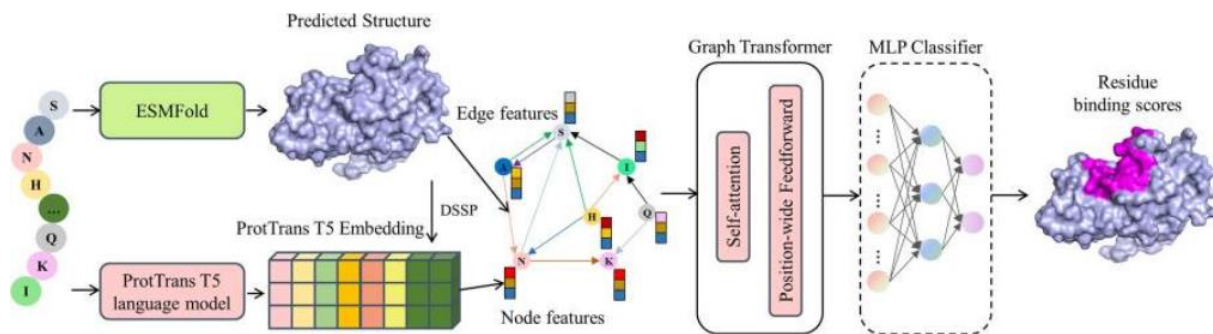 Predicted Structure
Graph Transformer
MLP Classifier
S
A
N
H
...
Q
K
I
ESMFold
ProtTrans T5
language model
DSSP
ProtTrans T5 Embedding
Edge features
S
A
I
H
Q
N
K
Node features
Self-attention
Position-wide Feedforward
...
...
...
...
Residue
binding scores